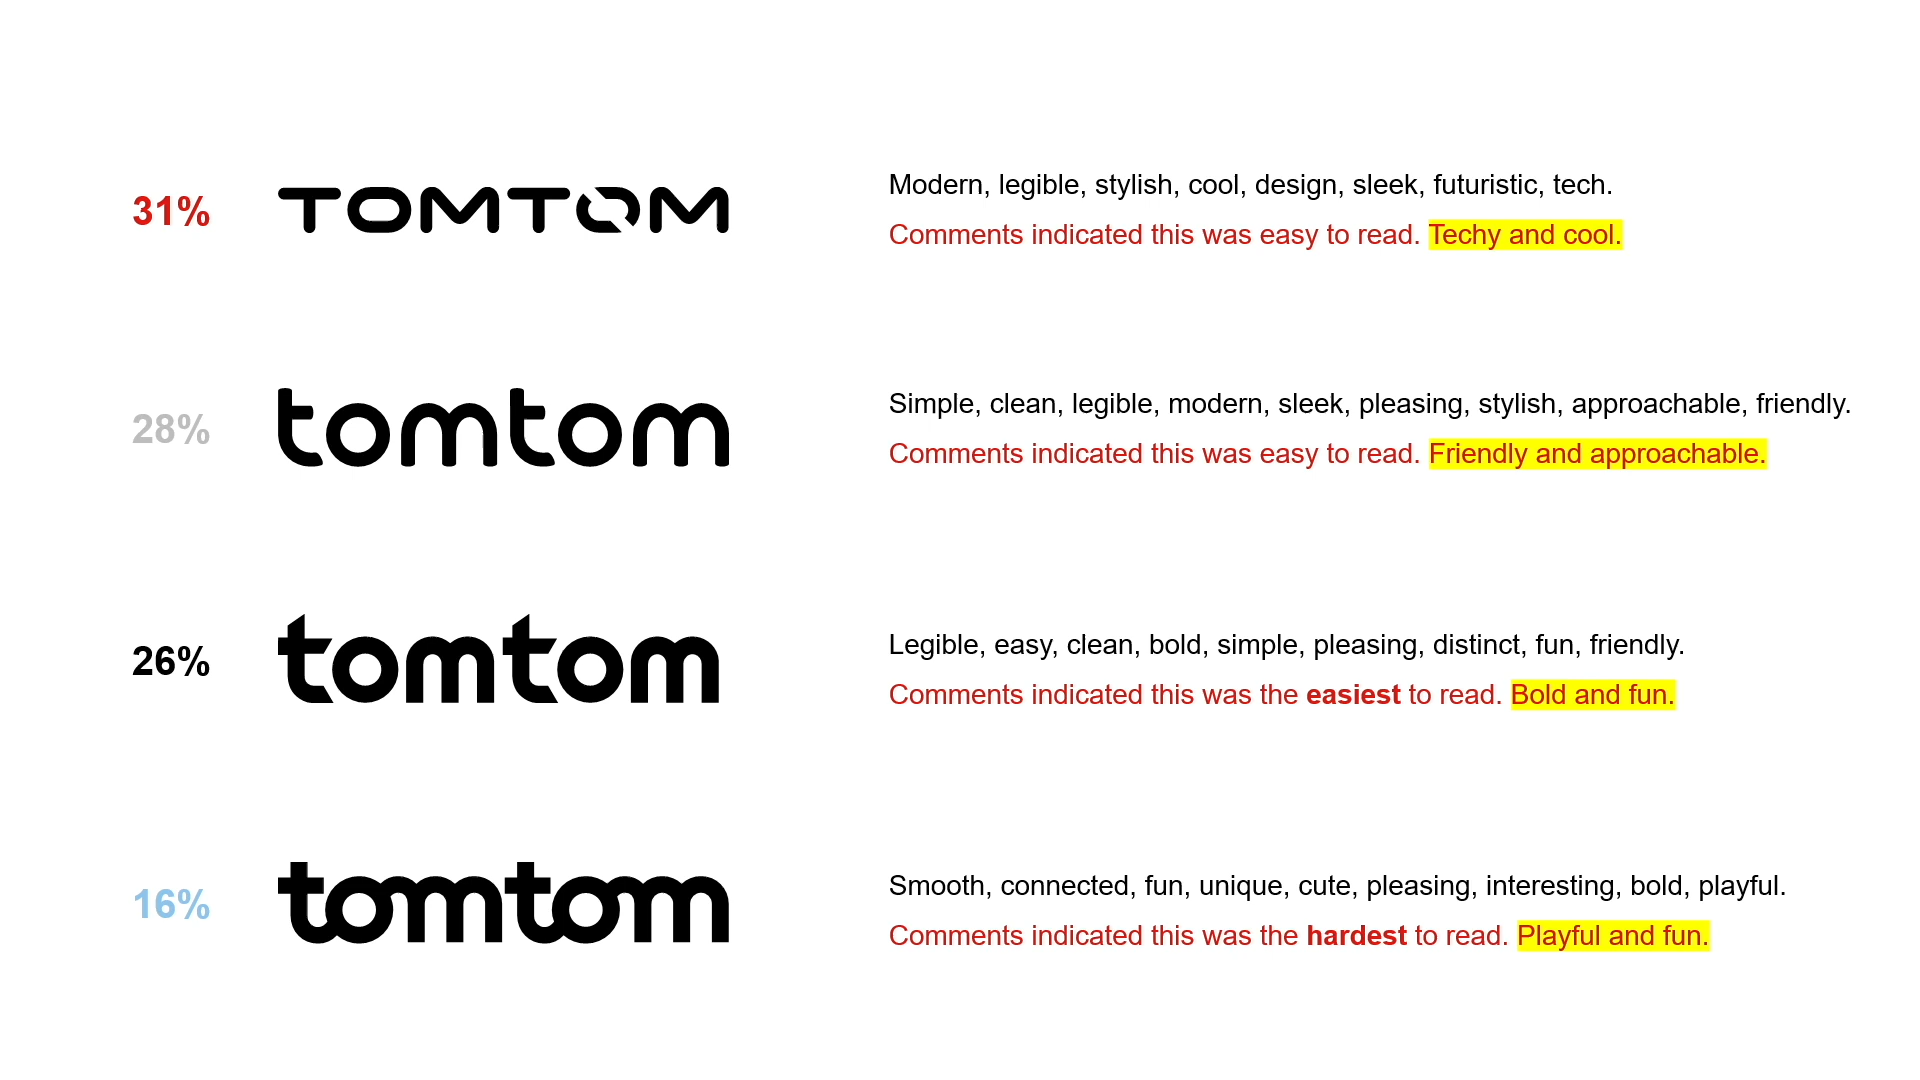 31%
TOMTOM
Modern, legible, stylish, cool, design, sleek, futuristic, tech.
Comments indicated this was easy to read. Techy and cool.
28%
tomtom
Simple, clean, legible, modern, sleek, pleasing, stylish, approachable, friendly.
Comments indicated this was easy to read. Friendly and approachable.
26%
tomtom
Legible, easy, clean, bold, simple, pleasing, distinct, fun, friendly.
Comments indicated this was the easiest to read. Bold and fun.
16%
tomtom
Smooth, connected, fun, unique, cute, pleasing, interesting, bold, playful.
Comments indicated this was the hardest to read. Playful and fun.